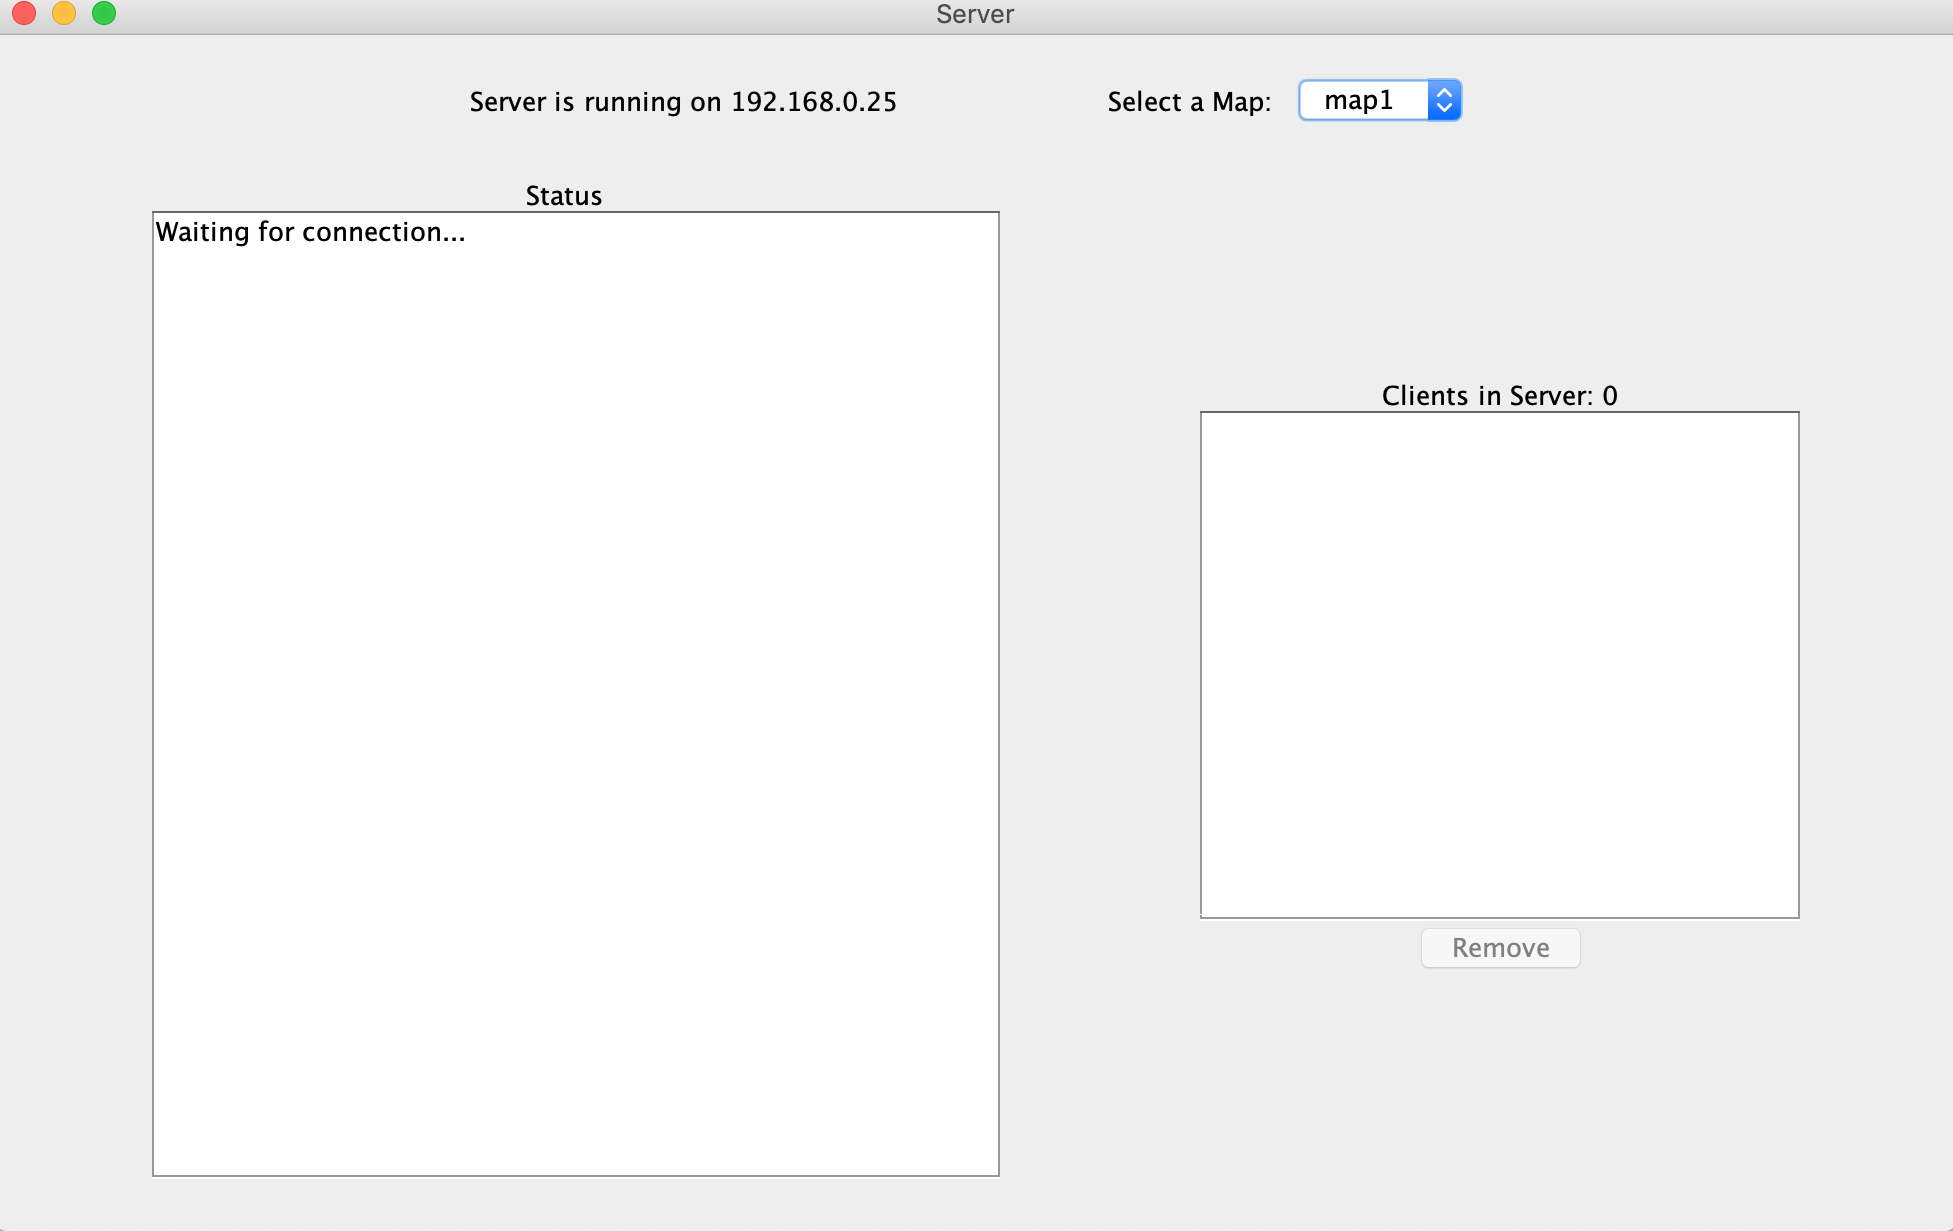 Server
Server is running on 192.168.0.25
Select a Map: map1
Status
Waiting for connection...
Clients in Server: 0
Remove